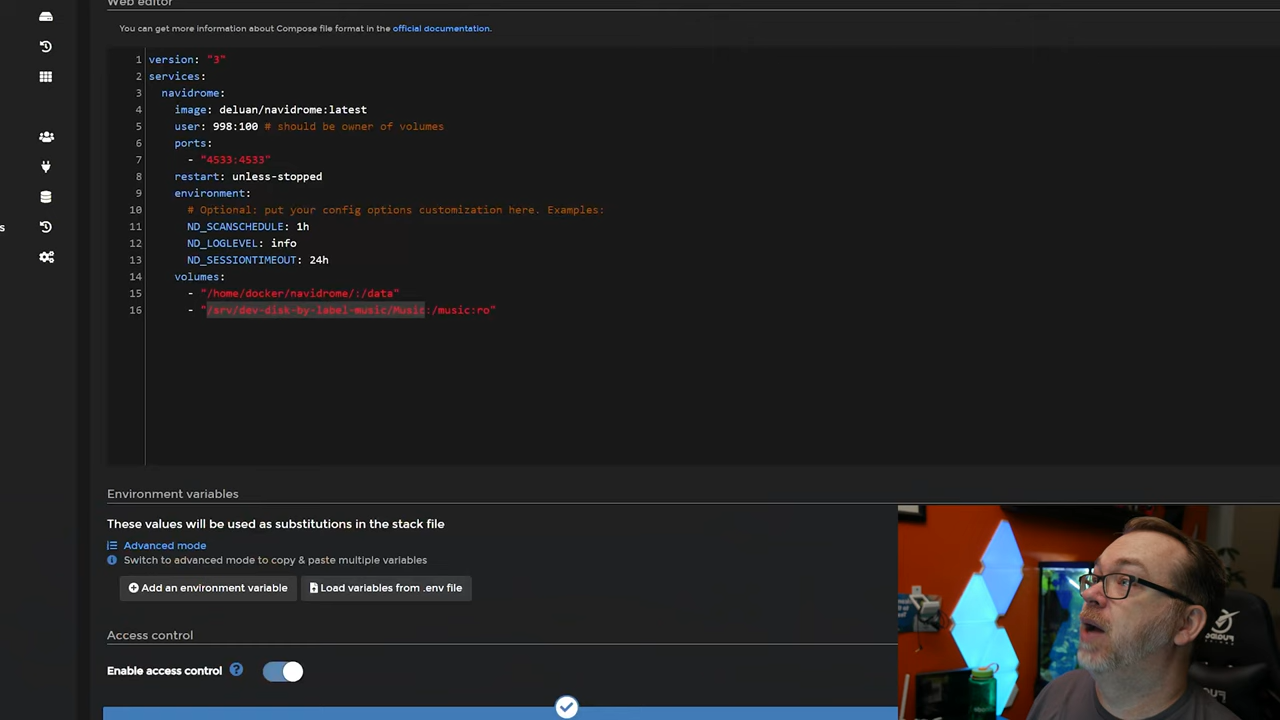 Web editor
You can get more information about Compose file format in the official documentation.
1 version: "3"
2 services:
3 navidrome:
4 image: deluan/navidrome:latest
5 user: 998:100 # should be owner of volumes
6 ports:
7 - "4533:4533"
8 restart: unless-stopped
9 environment:
10 # Optional: put your config options customization here. Examples:
11 ND_SCANSCHEDULE: 1h
12 ND_LOGLEVEL: info
13 ND_SESSIONTIMEOUT: 24h
14 volumes:
15 - "/home/docker/navidrome/:/data"
16 - "/srv/dev-disk-by-label-music/Music:/music:ro"
s
Environment variables
These values will be used as substitutions in the stack file
Advanced mode
Switch to advanced mode to copy & paste multiple variables
Add an environment variable
Load variables from .env file
Access control
Enable access control